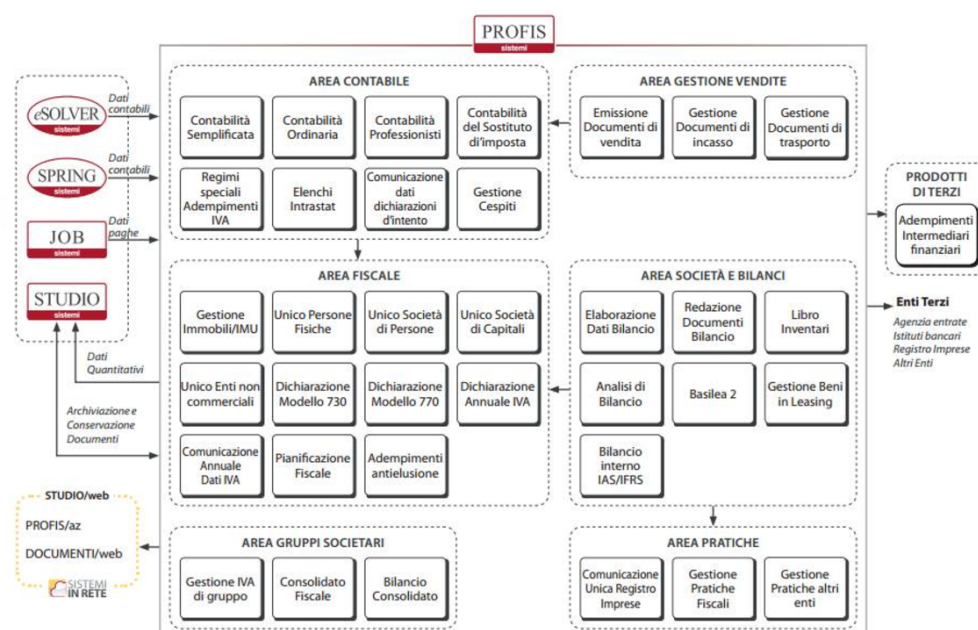 PROFIS
sistemi
eSOLVER
sistemi
Dati
contabili
SPRING
sistemi
Dati
contabili
JOB
sistemi
Dati
paghe
STUDIO
sistemi
Dati
Quantitativi
Archiviazione e
Conservazione
Documenti
STUDIO/web
PROFIS/az
DOCUMENTI/web
SISTEMI
IN RETE
AREA CONTABILE
Contabilità
Semplificata
Contabilità
Ordinaria
Contabilità
Professionisti
Contabilità
del Sostituto
d'imposta
Regimi
speciali
Adempimenti
IVA
Elenchi
Intrastat
Comunicazione
dati
dichiarazioni
d'intento
Gestione
Cespiti
AREA GESTIONE VENDITE
Emissione
Documenti di
vendita
Gestione
Documenti di
incasso
Gestione
Documenti di
trasporto
AREA FISCALE
Gestione
Immobili/IMU
Unico Persone
Fisiche
Unico Società
di Persone
Unico Società
di Capitali
Unico Enti non
commerciali
Dichiarazione
Modello 730
Dichiarazione
Modello 770
Dichiarazione
Annuale IVA
Comunicazione
Annuale
Dati IVA
Pianificazione
Fiscale
Adempimenti
antielusione
AREA SOCIETÀ E BILANCI
Elaborazione
Dati Bilancio
Redazione
Documenti
Bilancio
Libro
Inventari
Analisi di
Bilancio
Basilea 2
Gestione Beni
in Leasing
Bilancio
interno
IAS/IFRS
AREA GRUPPI SOCIETARI
Gestione IVA
di gruppo
Consolidato
Fiscale
Bilancio
Consolidato
AREA PRATICHE
Comunicazione
Unica Registro
Imprese
Gestione
Pratiche
Fiscali
Gestione
Pratiche altri
enti
PRODOTTI
DI TERZI
Adempimenti
Intermediari
finanziari
Enti Terzi
Agenzia entrate
Istituti bancari
Registro Imprese
Altri Enti